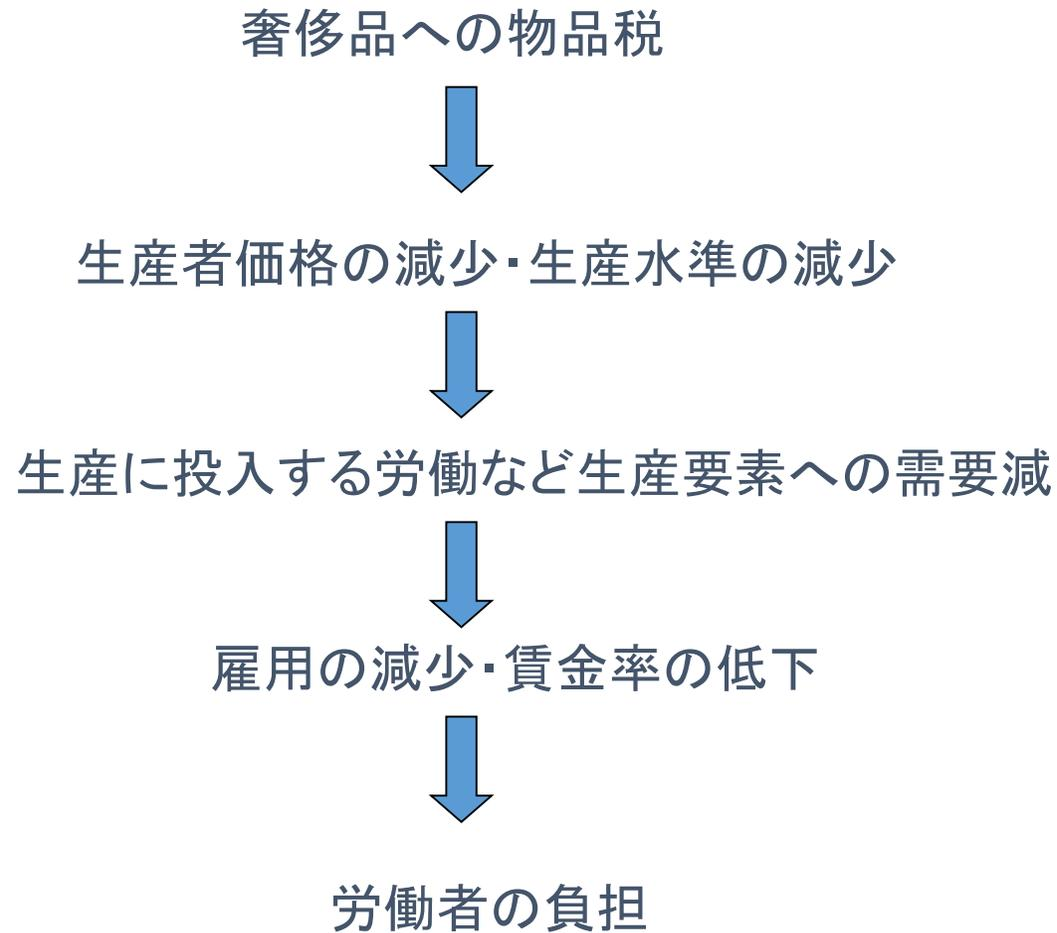 奢侈品への物品税
生産者価格の減少・生産水準の減少
生産に投入する労働など生産要素への需要減
雇用の減少・賃金率の低下
労働者の負担